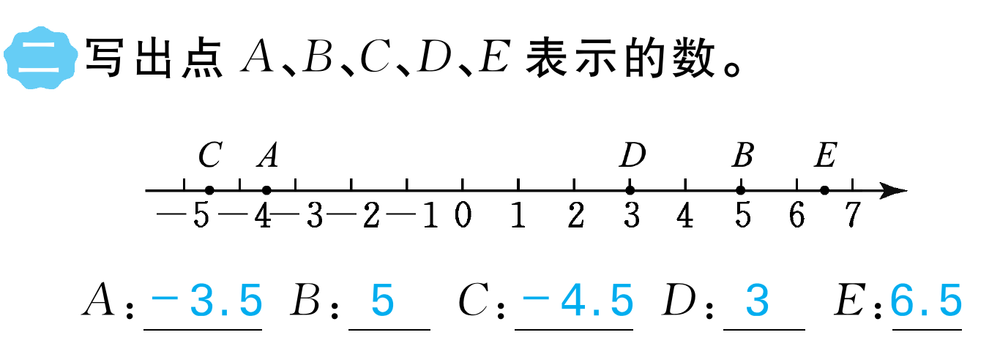 二 写出点 A、B、C、D、E 表示的数。
C A D B E
－5 －4 －3 －2 －1 0 1 2 3 4 5 6 7
A：－3.5 B：5 C：－4.5 D：3 E：6.5